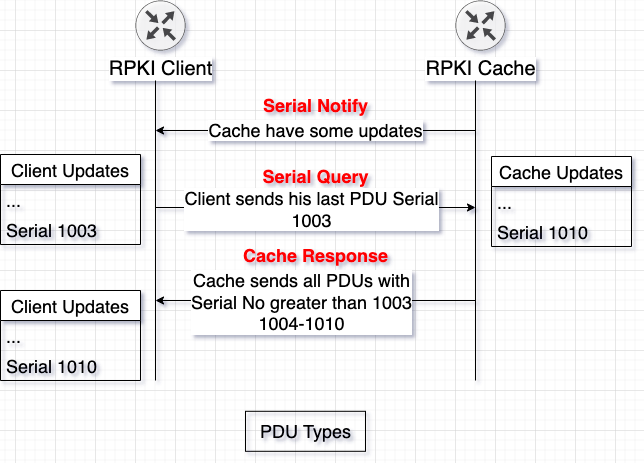 RPKI Client
RPKI Cache
Serial Notify
Cache have some updates
Client Updates
...
Serial 1003
Serial Query
Client sends his last PDU Serial
1003
Cache Updates
...
Serial 1010
Cache Response
Cache sends all PDUs with
Serial No greater than 1003
1004-1010
Client Updates
...
Serial 1010
PDU Types